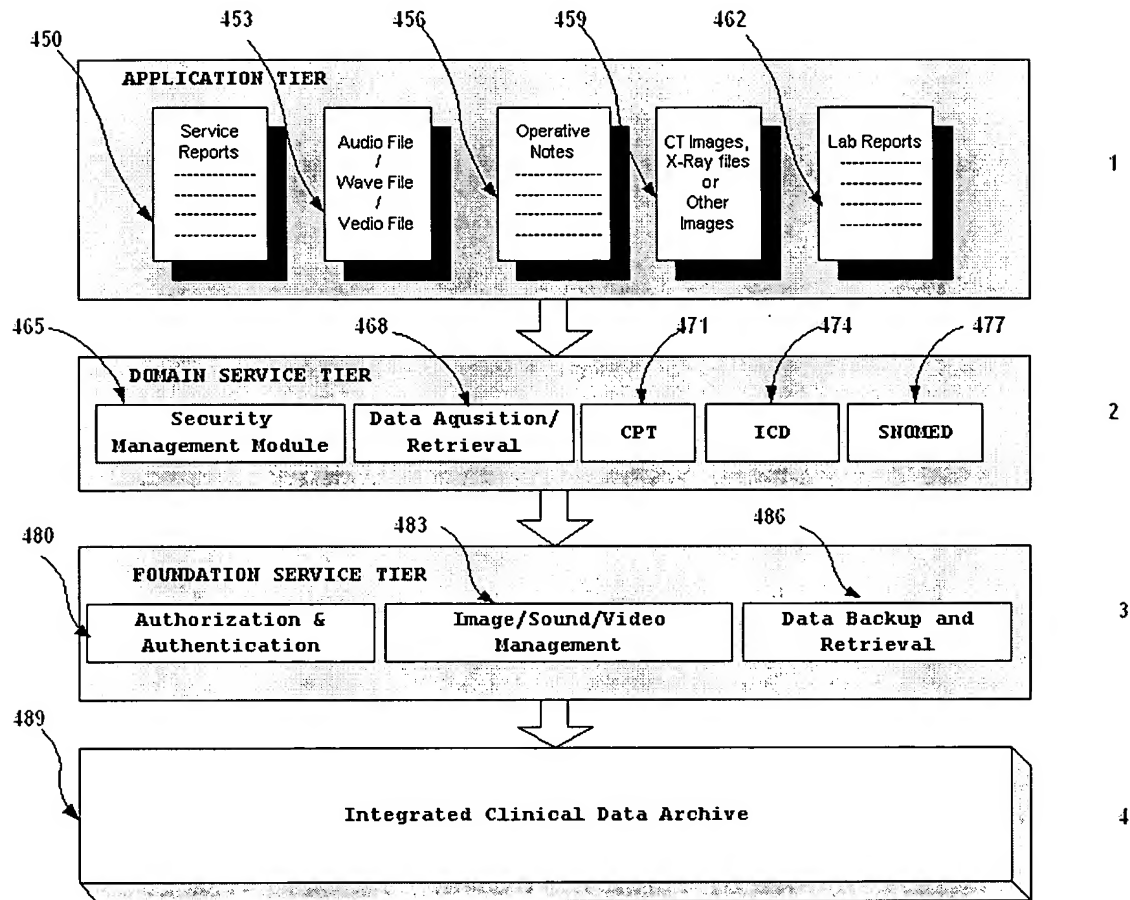 450
453
456
459
462
APPLICATION TIER
Service
Reports
Audio File
/
Wave File
/
Vedio File
Operative
Notes
CT Images,
X-Ray files
or
Other
Images
Lab Reports
1
465
468
471
474
477
DOMAIN SERVICE TIER
Security
Management Module
Data Aqusition/
Retrieval
CPT
ICD
SNOMED
2
480
483
486
FOUNDATION SERVICE TIER
Authorization &
Authentication
Image/Sound/Video
Management
Data Backup and
Retrieval
3
489
Integrated Clinical Data Archive
4